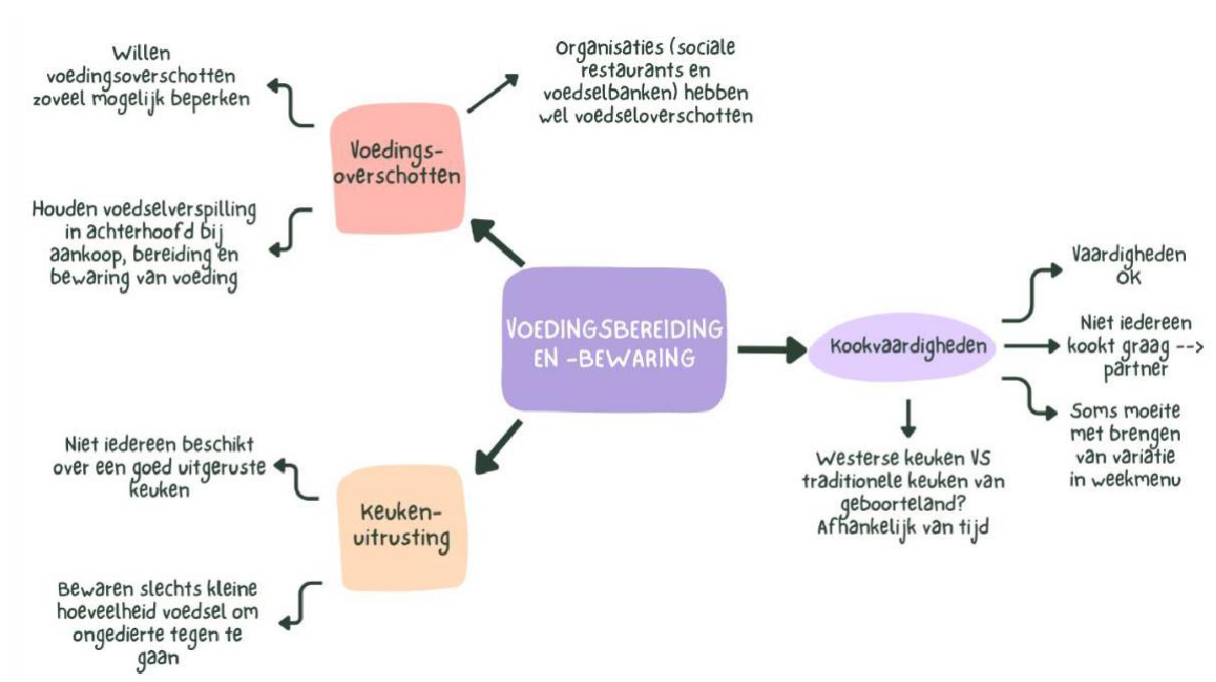 Willen
voedingsoverschotten
zoveel mogelijk beperken
Organisaties (sociale
restaurants en
voedselbanken) hebben
wel voedseloverschotten
Voedings-
overschotten
Houden voedselverspilling
in achterhoofd bij
aankoop, bereiding en
bewaring van voeding
VOEDINGSBEREIDING
EN -BEWARING
Kookvaardigheden
Vaardigheden
ok
Niet iedereen
kookt graag -->
partner
Soms moeite
met brengen
van variatie
in weekmenu
Westerse keuken VS
traditionele keuken van
geboorteland?
Afhankelijk van tijd
Niet iedereen beschikt
over een goed uitgeruste
keuken
Keuken-
uitrusting
Bewaren slechts kleine
hoeveelheid voedsel om
ongedierte tegen te
gaan